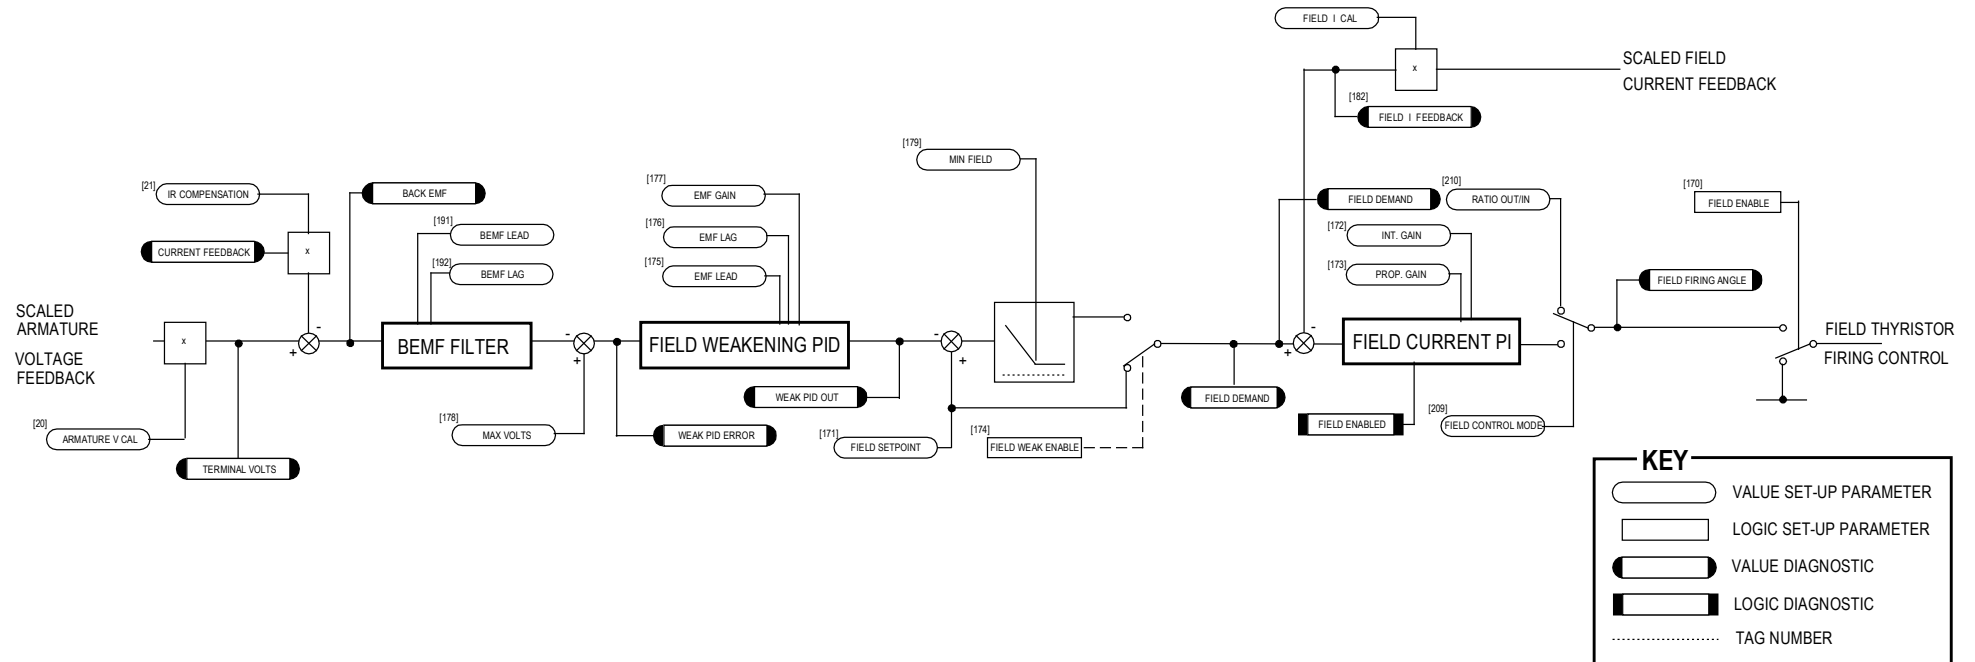 FIELD I CAL
x
SCALED FIELD
CURRENT FEEDBACK
[182]
FIELD I FEEDBACK
[179]
MIN FIELD
[21]
IR COMPENSATION
BACK EMF
[177]
EMF GAIN
FIELD DEMAND
[210]
RATIO OUT/IN
[170]
FIELD ENABLE
[191]
BEMF LEAD
[176]
EMF LAG
[172]
INT. GAIN
CURRENT FEEDBACK
x
[192]
BEMF LAG
[175]
EMF LEAD
[173]
PROP. GAIN
FIELD FIRING ANGLE
SCALED
ARMATURE
VOLTAGE
FEEDBACK
x
-
+
BEMF FILTER
-
+
FIELD WEAKENING PID
-
+
-
+
FIELD CURRENT PI
FIELD THYRISTOR
FIRING CONTROL
WEAK PID OUT
FIELD DEMAND
[20]
ARMATURE V CAL
TERMINAL VOLTS
[178]
MAX VOLTS
WEAK PID ERROR
[171]
FIELD SETPOINT
[174]
FIELD WEAK ENABLE
FIELD ENABLED
[209]
FIELD CONTROL MODE
KEY
VALUE SET-UP PARAMETER
LOGIC SET-UP PARAMETER
VALUE DIAGNOSTIC
LOGIC DIAGNOSTIC
TAG NUMBER